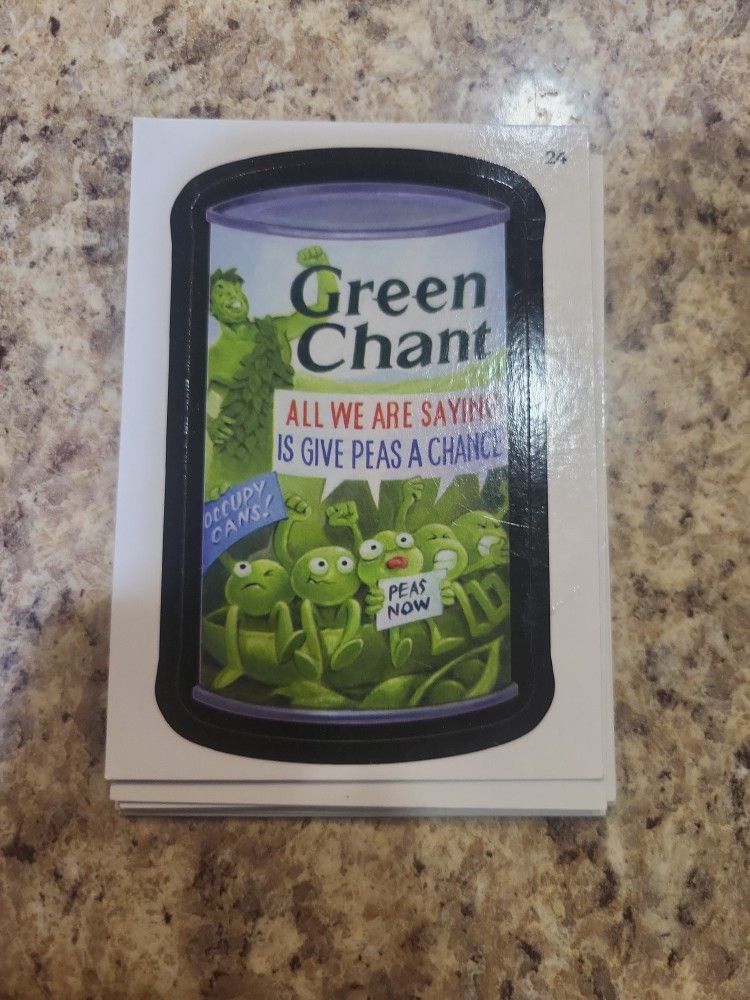 24
Green
Chant
ALL WE ARE SAYING
IS GIVE PEAS A CHANCE
OCCUPY
CANS!
PEAS
NOW